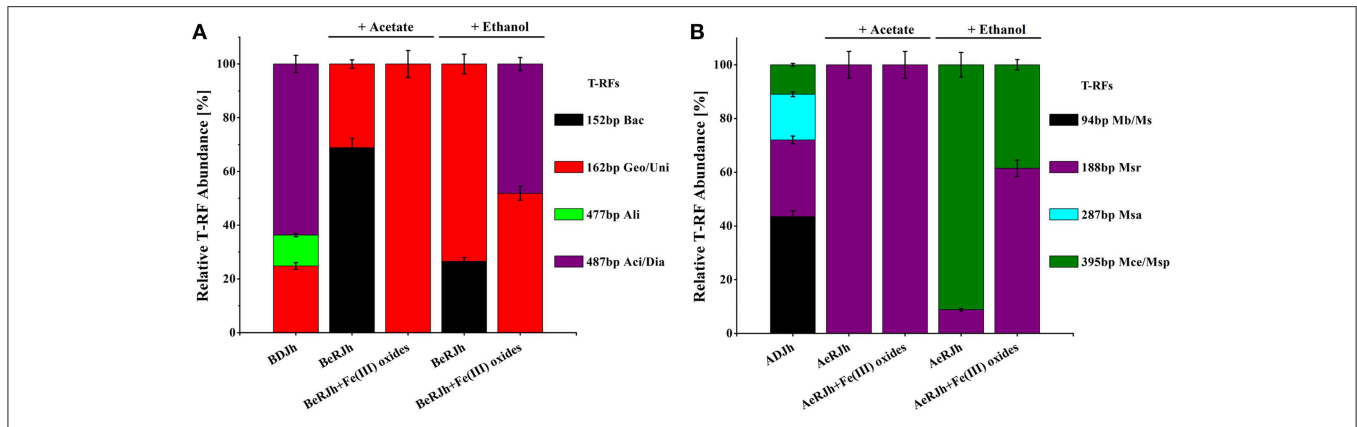 A
+ Acetate
+ Ethanol
Relative T-RF Abundance [%]
100
80
60
40
20
0
BDJh
BeRJh
BeRJh+Fe(III) oxides
BeRJh
BeRJh+Fe(III) oxides
T-RFs
152bp Bac
162bp Geo/Uni
477bp Ali
487bp Aci/Dia
B
+ Acetate
+ Ethanol
Relative T-RF Abundance [%]
100
80
60
40
20
0
ADJh
AeRJh
AeRJh+Fe(III) oxides
AeRJh
AeRJh+Fe(III) oxides
T-RFs
94bp Mb/Ms
188bp Msr
287bp Msa
395bp Mce/Msp